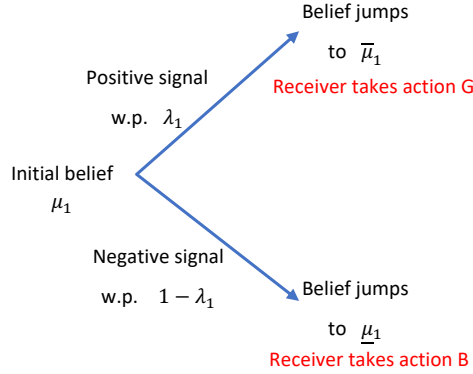 Belief jumps
to μ̅₁
Receiver takes action G
Positive signal
w.p. λ₁
Initial belief
μ₁
Negative signal
w.p. 1 − λ₁
Belief jumps
to μ̲₁
Receiver takes action B